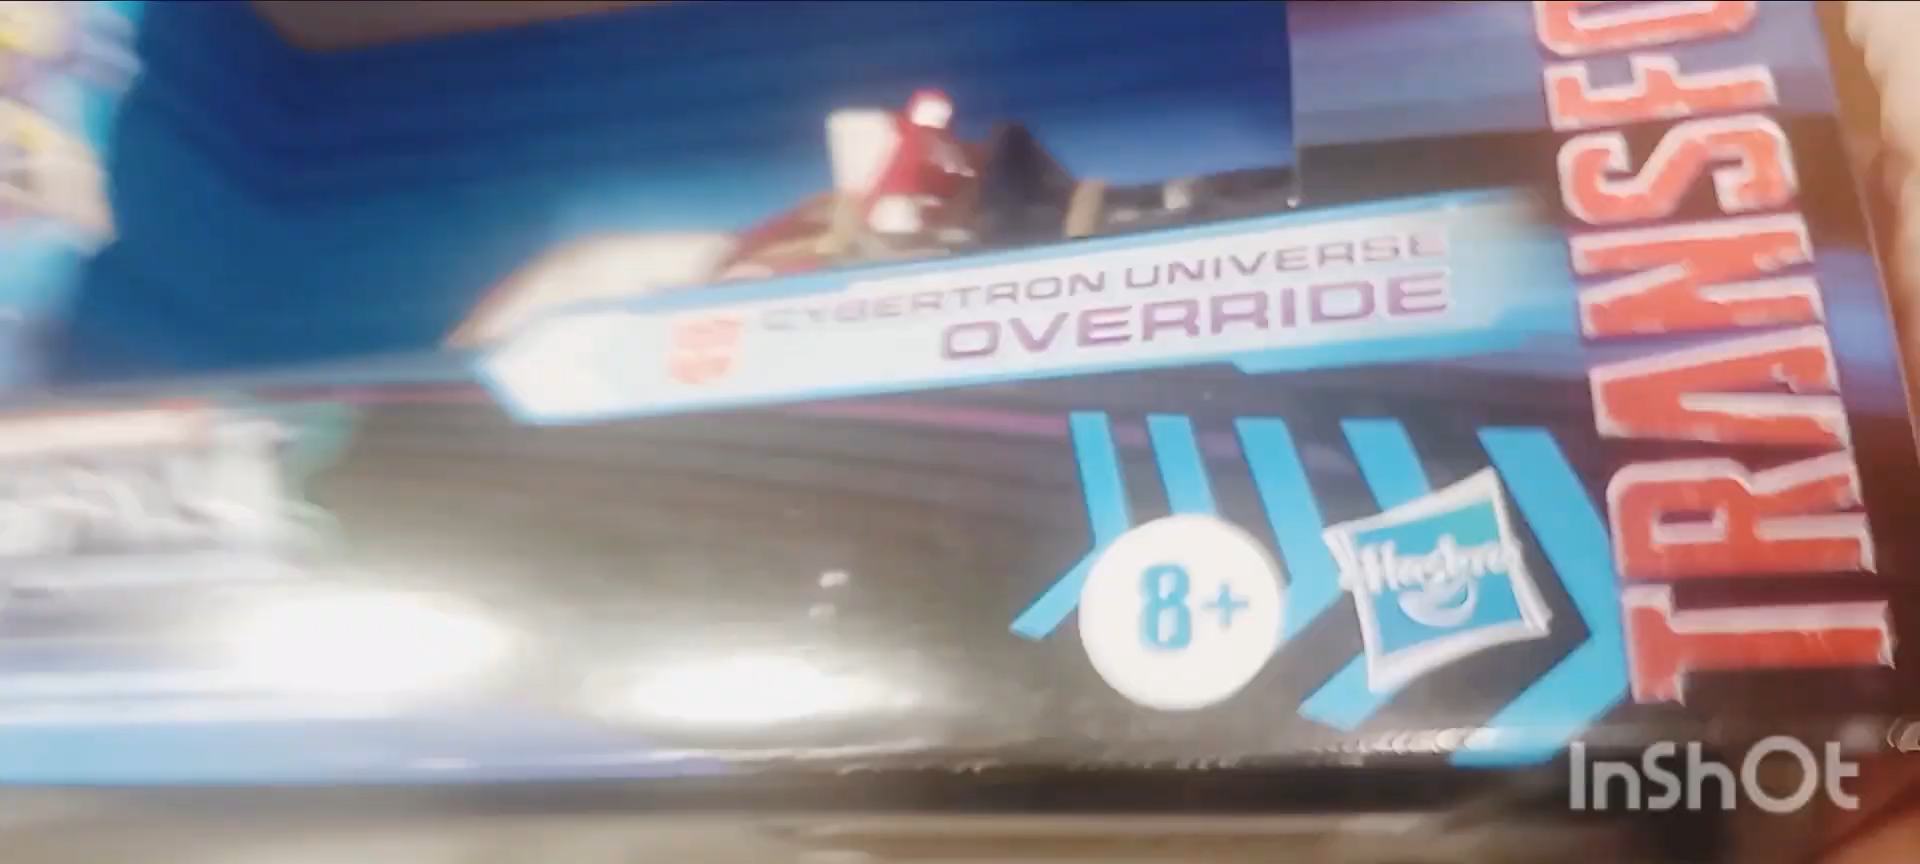 CYBERTRON UNIVERSE
OVERRIDE
8+
Hasbro
TRANSFO
InShOt